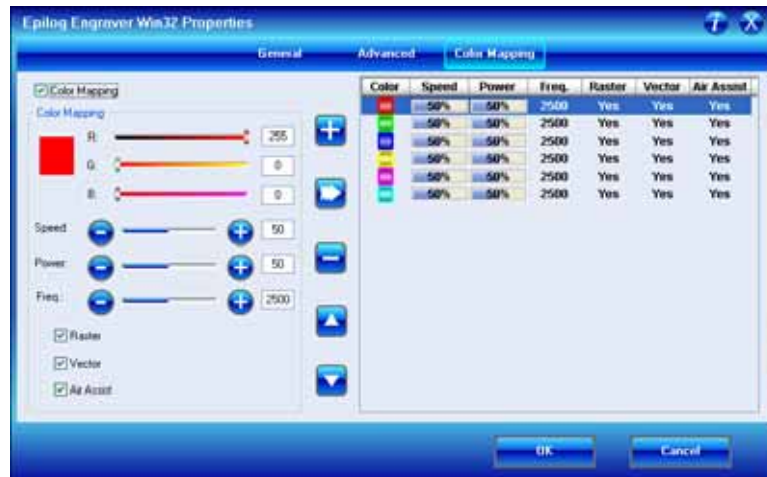 Epilog Engraver Win32 Properties
General Advanced Color Mapping
Color Mapping
Color Mapping
R: 255
G: 0
B: 0
Speed: 50
Power: 50
Freq.: 2500
Raster
Vector
Air Assist
Color Speed Power Freq. Raster Vector Air Assist
50% 50% 2500 Yes Yes Yes
50% 50% 2500 Yes Yes Yes
50% 50% 2500 Yes Yes Yes
50% 50% 2500 Yes Yes Yes
50% 50% 2500 Yes Yes Yes
50% 50% 2500 Yes Yes Yes
OK Cancel